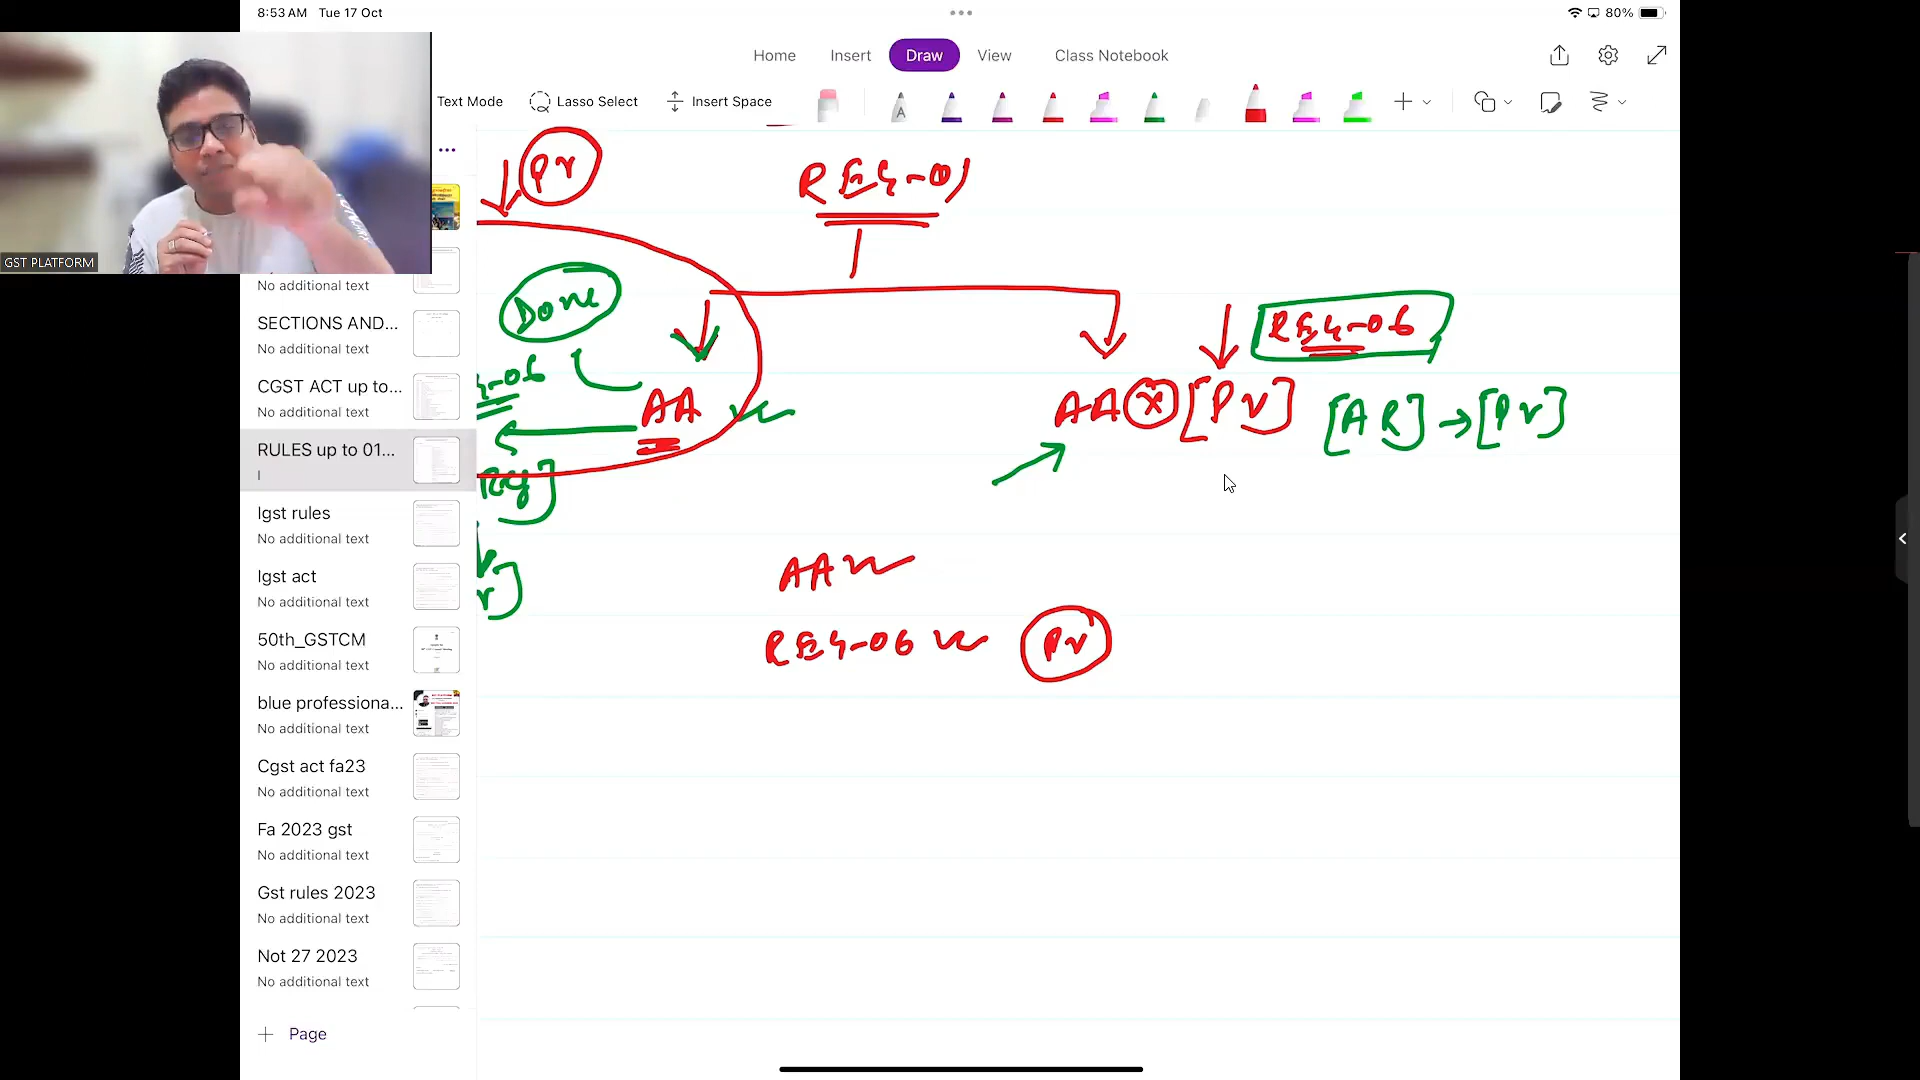 8:53 AM Tue 17 Oct
80%
Home Insert Draw View Class Notebook
Text Mode Lasso Select Insert Space
A
GST PLATFORM
No additional text
SECTIONS AND...
No additional text
CGST ACT up to...
No additional text
RULES up to 01...
I
Igst rules
No additional text
Igst act
No additional text
50th_GSTCM
No additional text
blue professiona...
No additional text
Cgst act fa23
No additional text
Fa 2023 gst
No additional text
Gst rules 2023
No additional text
Not 27 2023
No additional text
Page
Pv
REG-01
Done
REG-06
-06
AA
AA x [Pv] [AR] → [Pv]
AA
REG-06 Pv